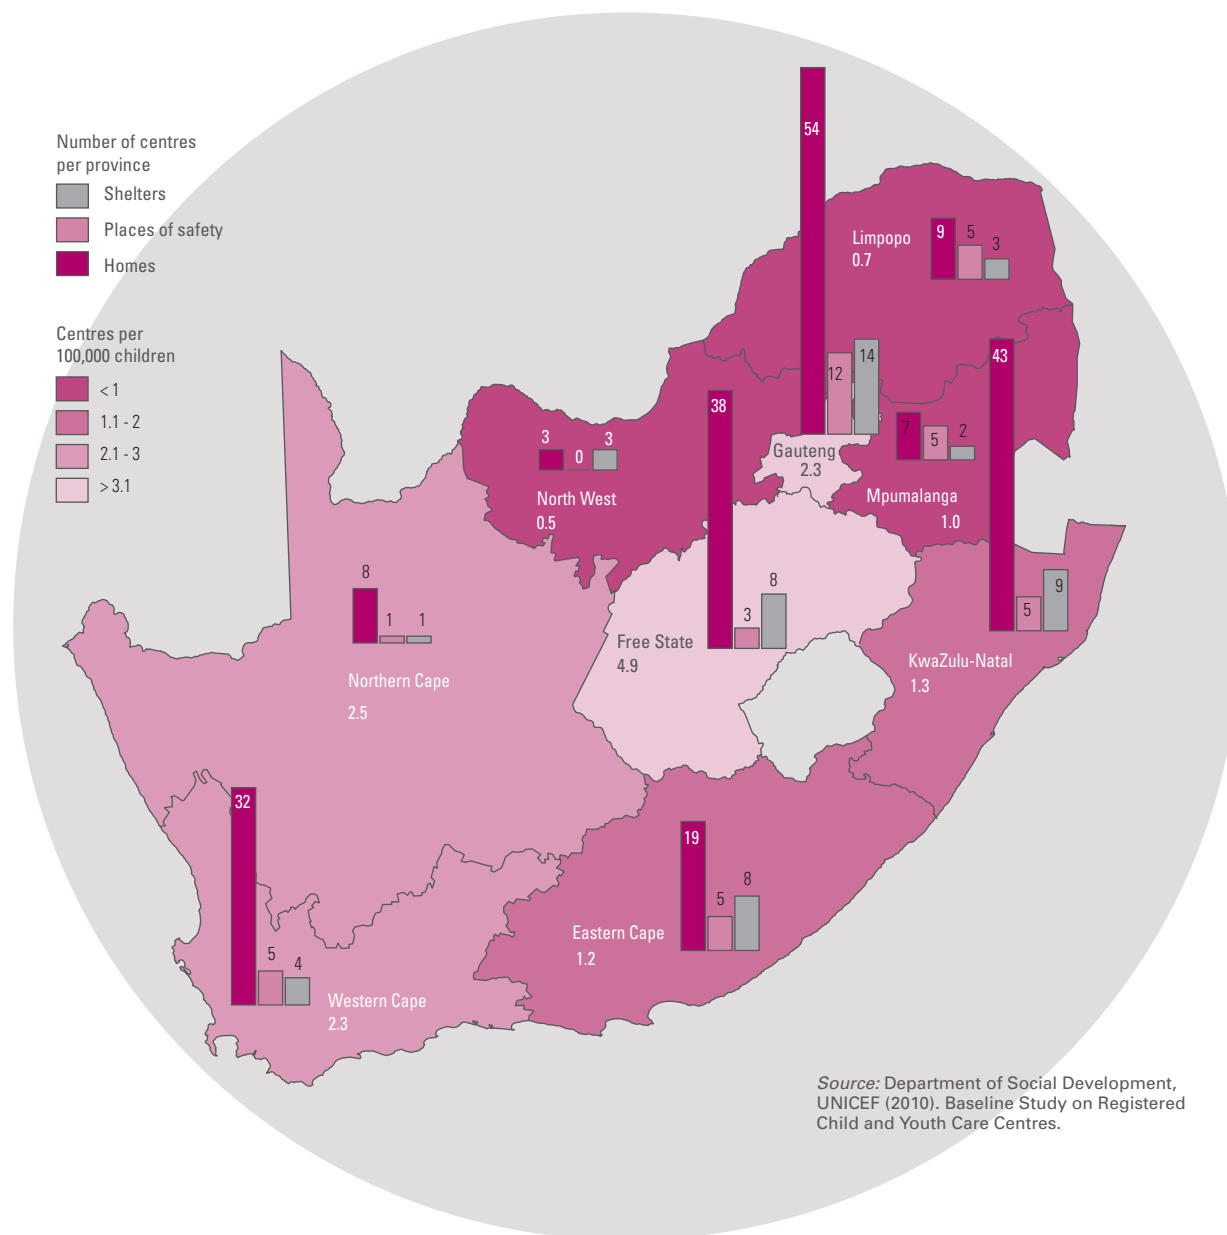 Number of centres
per province
Shelters
Places of safety
Homes
Centres per
100,000 children
< 1
1.1 - 2
2.1 - 3
> 3.1
54
Limpopo
0.7
9
5
3
12
14
43
38
3
0
3
North West
0.5
Gauteng
2.3
7
5
2
Mpumalanga
1.0
8
1
1
Northern Cape
2.5
3
8
Free State
4.9
5
9
KwaZulu-Natal
1.3
32
5
4
Western Cape
2.3
19
5
8
Eastern Cape
1.2
Source: Department of Social Development,
UNICEF (2010). Baseline Study on Registered
Child and Youth Care Centres.